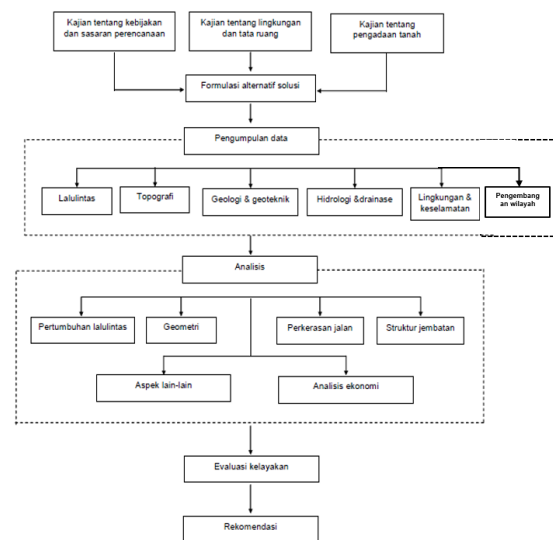 Kajian tentang kebijakan
dan sasaran perencanaan
Kajian tentang lingkungan
dan tata ruang
Kajian tentang
pengadaan tanah
Formulasi alternatif solusi
Pengumpulan data
Lalulintas
Topografi
Geologi & geoteknik
Hidrologi &drainase
Lingkungan &
keselamatan
Pengembang
an wilayah
Analisis
Pertumbuhan lalulintas
Geometri
Perkerasan jalan
Struktur jembatan
Aspek lain-lain
Analisis ekonomi
Evaluasi kelayakan
Rekomendasi